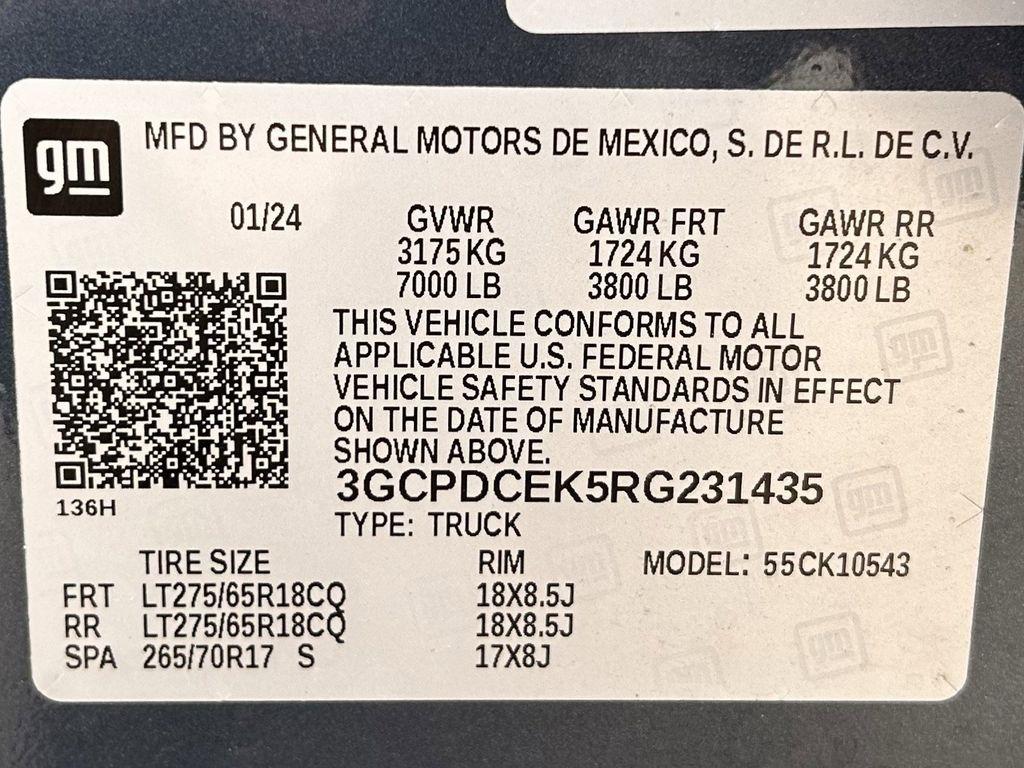 gm
MFD BY GENERAL MOTORS DE MEXICO, S. DE R.L. DE C.V.
01/24 GVWR GAWR FRT GAWR RR
3175 KG 1724 KG 1724 KG
7000 LB 3800 LB 3800 LB
THIS VEHICLE CONFORMS TO ALL
APPLICABLE U.S. FEDERAL MOTOR
VEHICLE SAFETY STANDARDS IN EFFECT
ON THE DATE OF MANUFACTURE
SHOWN ABOVE.
3GCPDCEK5RG231435
136H
TYPE: TRUCK
TIRE SIZE RIM MODEL: 55CK10543
FRT LT275/65R18CQ 18X8.5J
RR LT275/65R18CQ 18X8.5J
SPA 265/70R17 S 17X8J